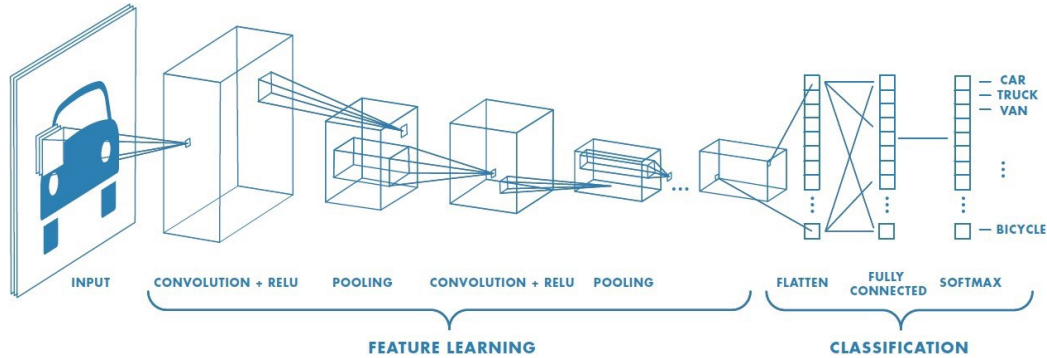 CAR
TRUCK
VAN
BICYCLE
INPUT
CONVOLUTION + RELU
POOLING
CONVOLUTION + RELU
POOLING
FLATTEN
FULLY
CONNECTED
SOFTMAX
FEATURE LEARNING
CLASSIFICATION